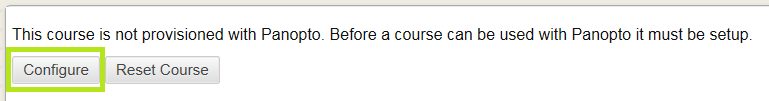 This course is not provisioned with Panopto. Before a course can be used with Panopto it must be setup.
Configure Reset Course